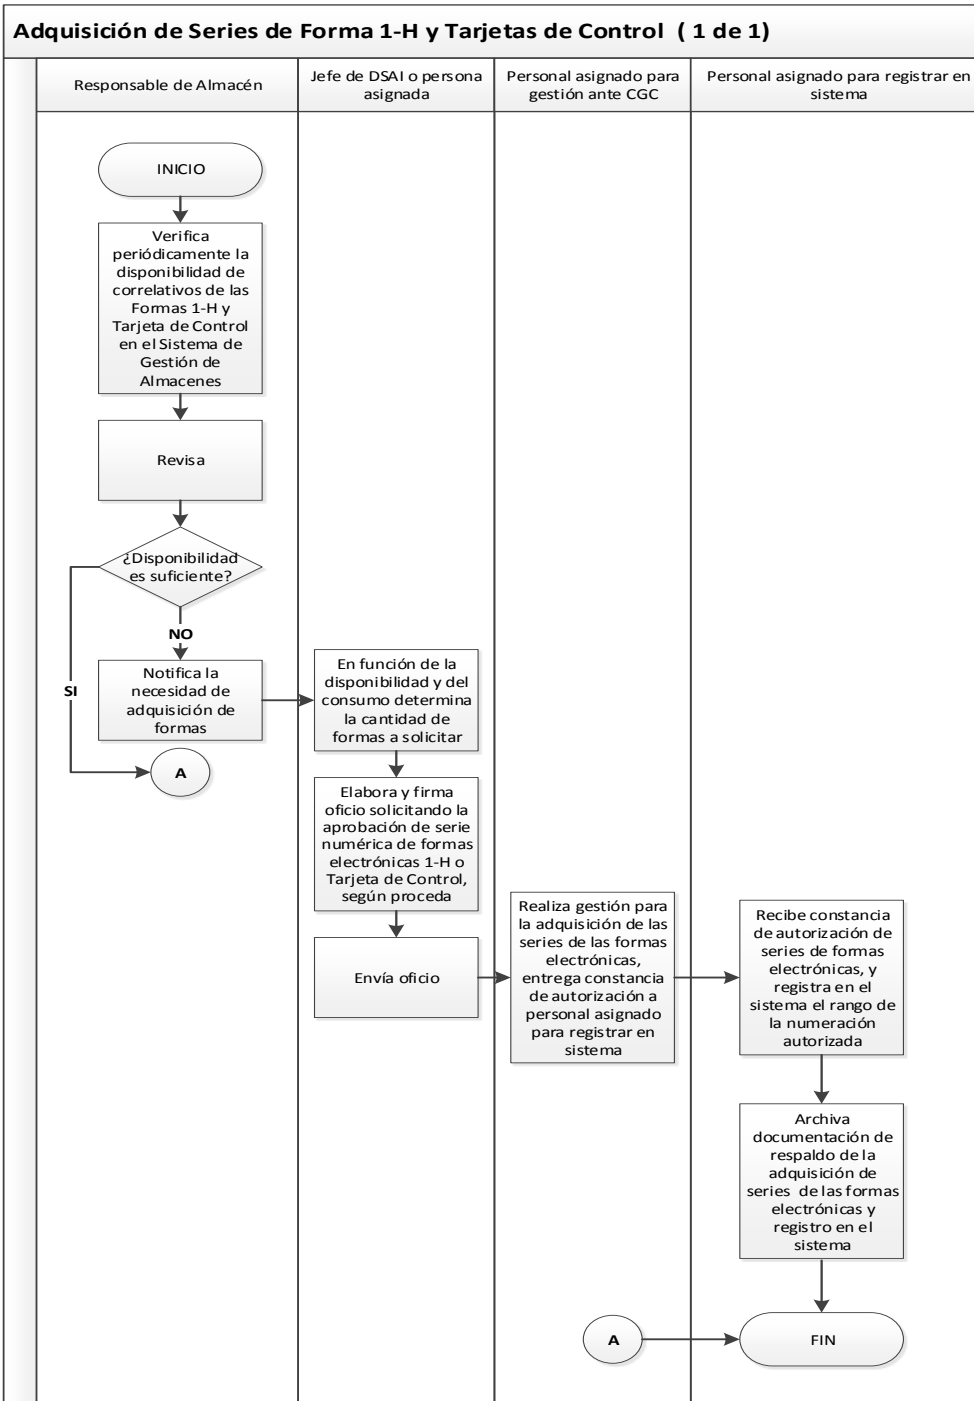 Adquisición de Series de Forma 1-H y Tarjetas de Control ( 1 de 1)
Responsable de Almacén
Jefe de DSAI o persona
asignada
Personal asignado para
gestión ante CGC
Personal asignado para registrar en
sistema
INICIO
Verifica
periódicamente la
disponibilidad de
correlativos de las
Formas 1-H y
Tarjeta de Control
en el Sistema de
Gestión de
Almacenes
Revisa
¿Disponibilidad
es suficiente?
NO
SI
Notifica la
necesidad de
adquisición de
formas
A
En función de la
disponibilidad y del
consumo determina
la cantidad de
formas a solicitar
Elabora y firma
oficio solicitando la
aprobación de serie
numérica de formas
electrónicas 1-H o
Tarjeta de Control,
según proceda
Envía oficio
Realiza gestión para
la adquisición de las
series de las formas
electrónicas,
entrega constancia
de autorización a
personal asignado
para registrar en
sistema
Recibe constancia
de autorización de
series de formas
electrónicas, y
registra en el
sistema el rango de
la numeración
autorizada
Archiva
documentación de
respaldo de la
adquisición de
series de las formas
electrónicas y
registro en el
sistema
A
FIN